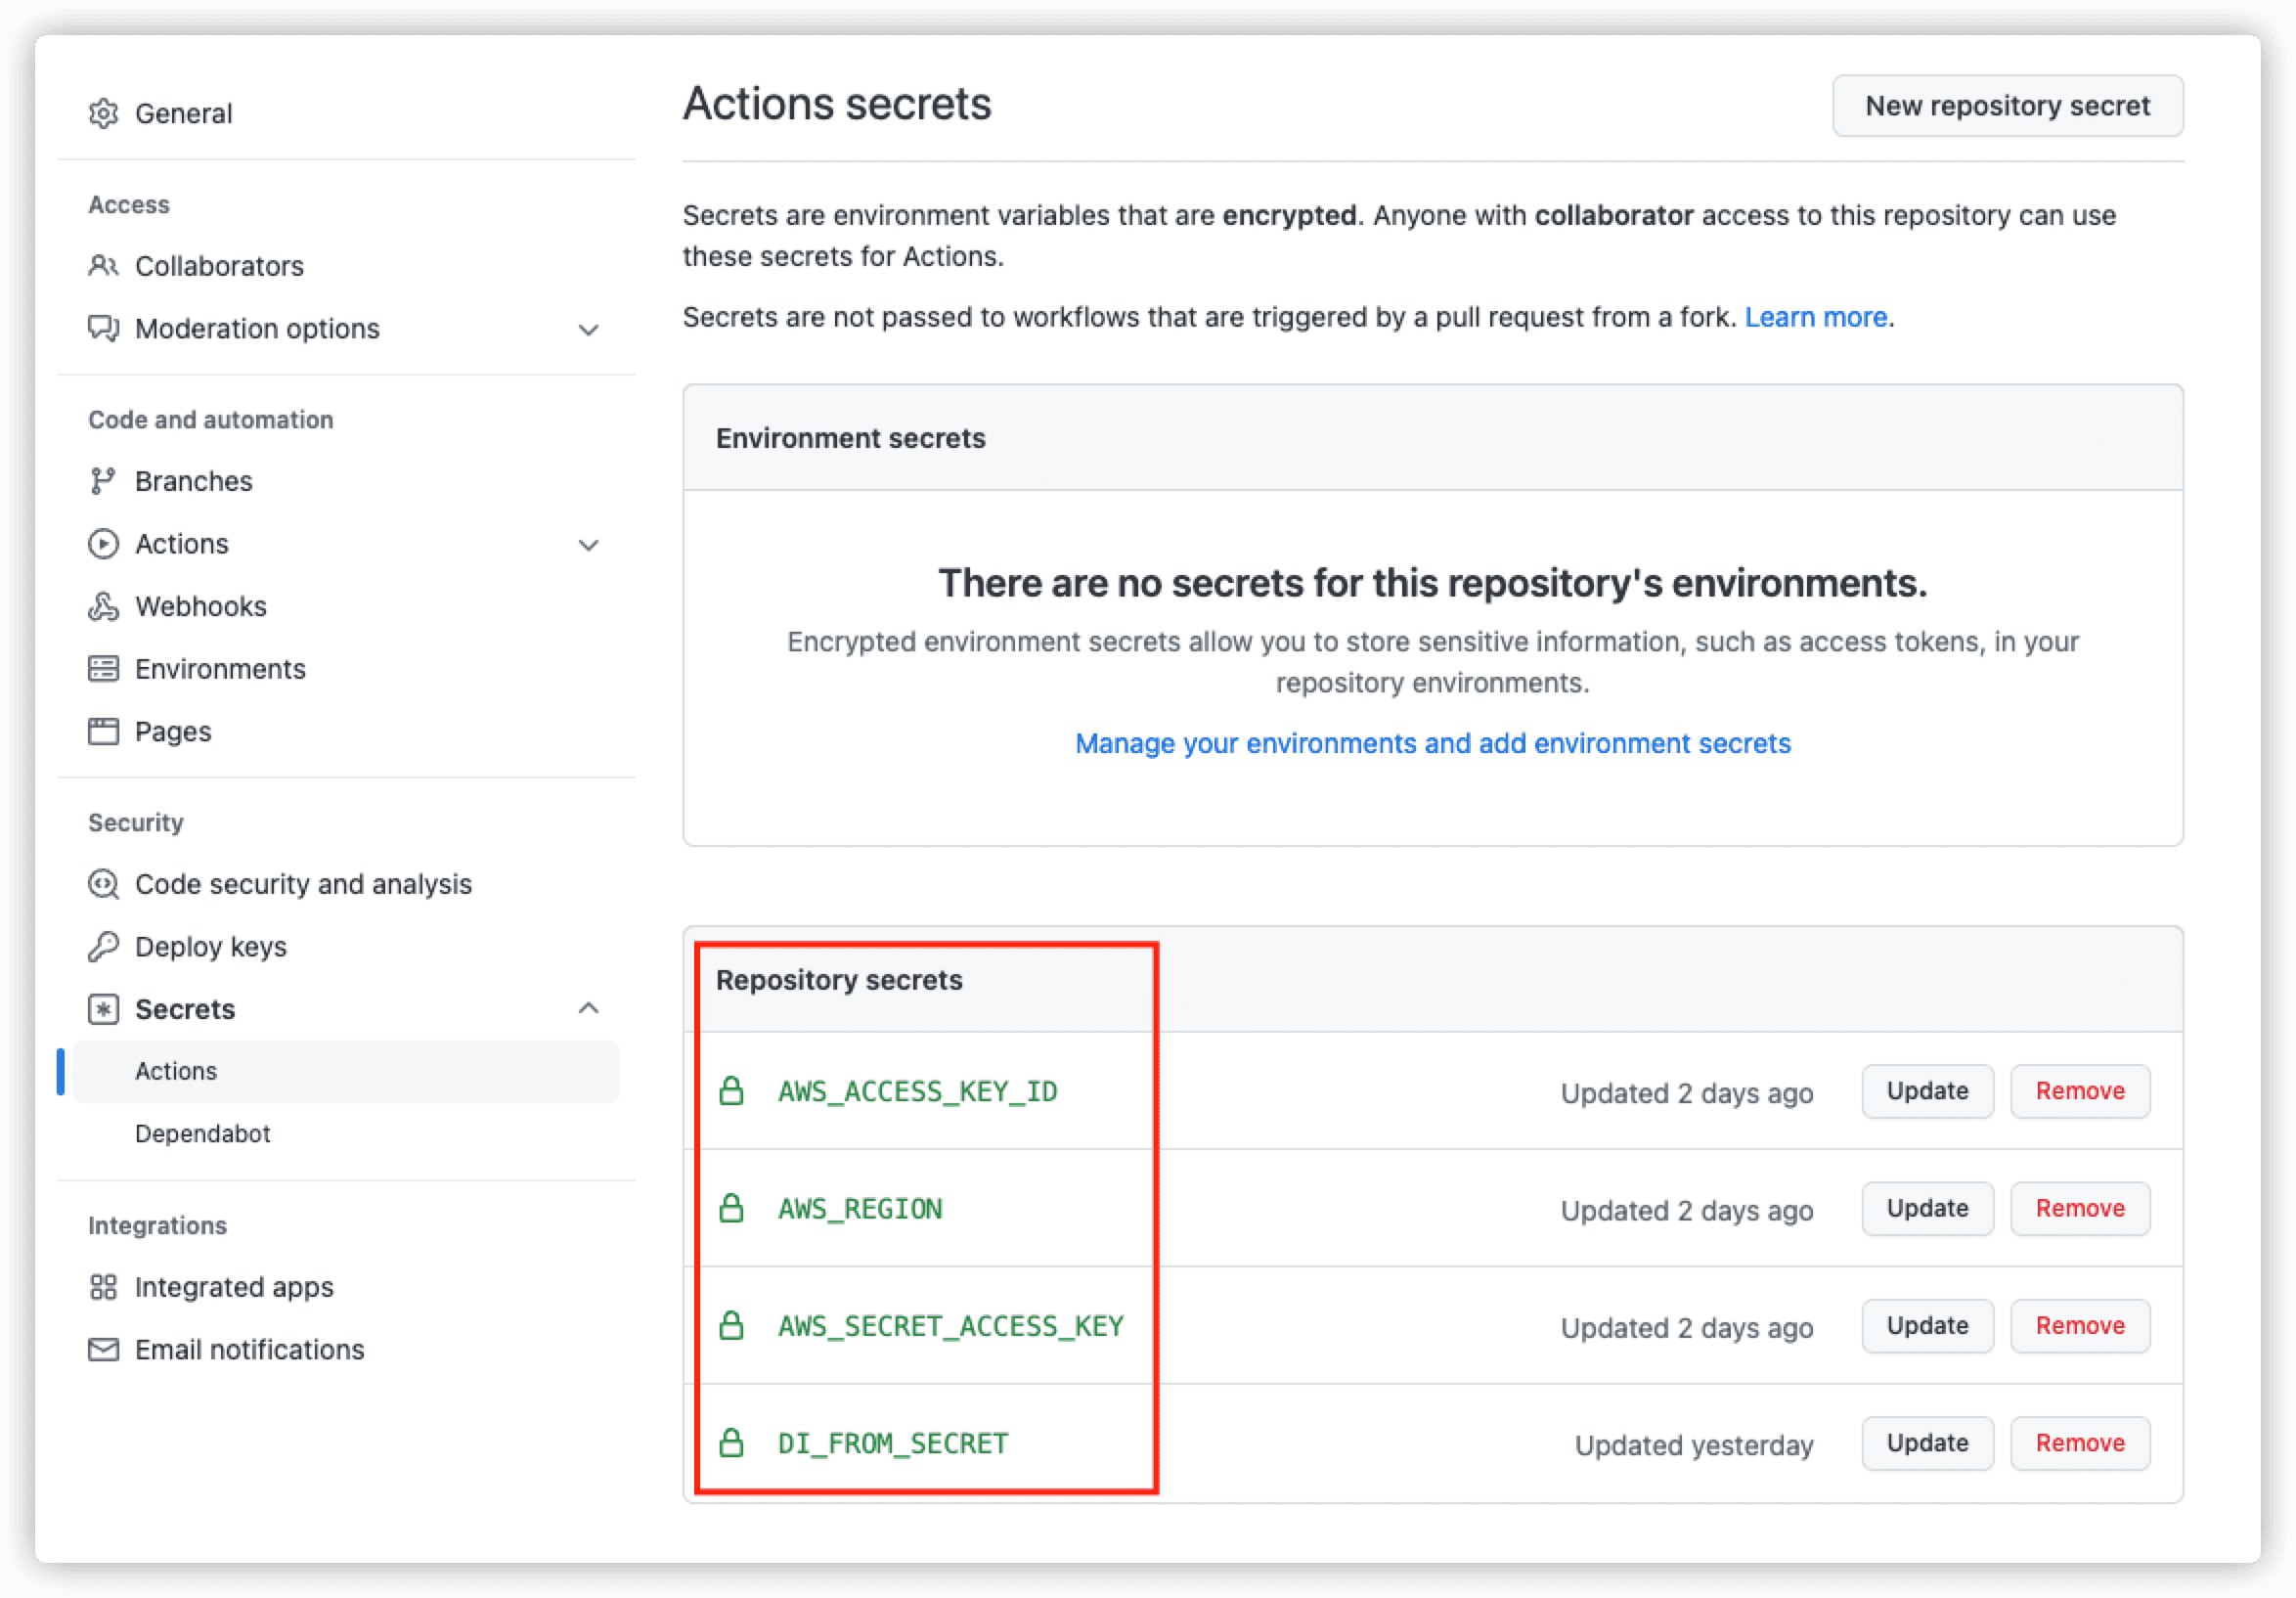 General
Access
Collaborators
Moderation options
Code and automation
Branches
Actions
Webhooks
Environments
Pages
Security
Code security and analysis
Deploy keys
Secrets
Actions
Dependabot
Integrations
Integrated apps
Email notifications
Actions secrets
New repository secret
Secrets are environment variables that are encrypted. Anyone with collaborator access to this repository can use
these secrets for Actions.
Secrets are not passed to workflows that are triggered by a pull request from a fork. Learn more.
Environment secrets
There are no secrets for this repository's environments.
Encrypted environment secrets allow you to store sensitive information, such as access tokens, in your
repository environments.
Manage your environments and add environment secrets
Repository secrets
AWS_ACCESS_KEY_ID Updated 2 days ago Update Remove
AWS_REGION Updated 2 days ago Update Remove
AWS_SECRET_ACCESS_KEY Updated 2 days ago Update Remove
DI_FROM_SECRET Updated yesterday Update Remove